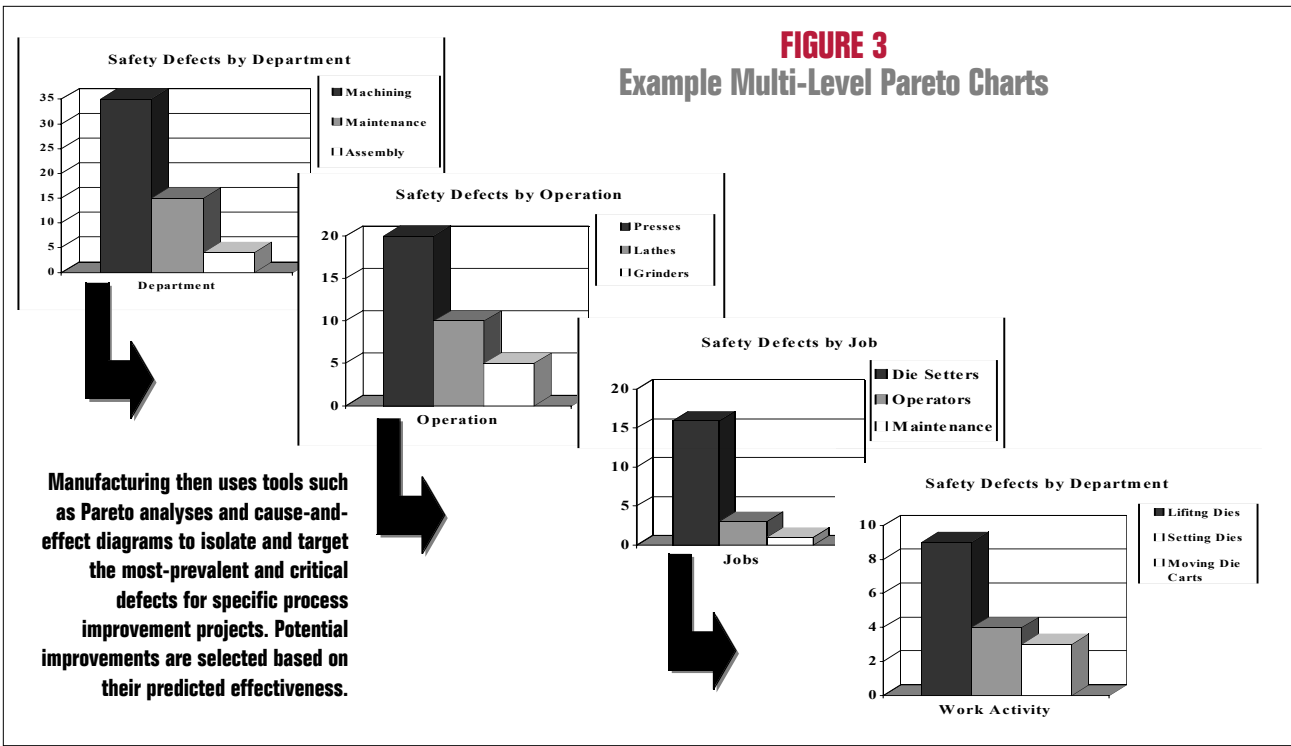 FIGURE 3
Example Multi-Level Pareto Charts
Safety Defects by Department
35
30
25
20
15
10
5
0
Department
Machining
Maintenance
Assembly
Safety Defects by Operation
20
15
10
5
0
Operation
Presses
Lathes
Grinders
Safety Defects by Job
20
15
10
5
0
Jobs
Die Setters
Operators
Maintenance
Safety Defects by Department
10
8
6
4
2
0
Work Activity
Lifitng Dies
Setting Dies
Moving Die
Carts
Manufacturing then uses tools such
as Pareto analyses and cause-and-
effect diagrams to isolate and target
the most-prevalent and critical
defects for specific process
improvement projects. Potential
improvements are selected based on
their predicted effectiveness.